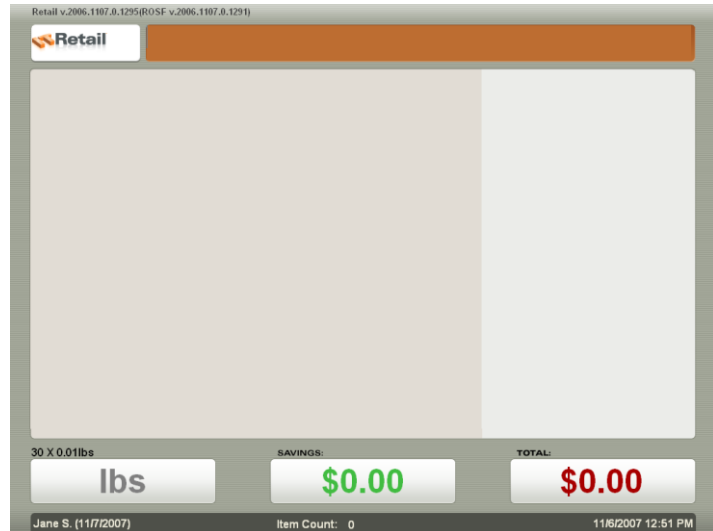 Retail v.2006.1107.0.1295(ROSF v.2006.1107.0.1291)
Retail
30 X 0.01lbs
SAVINGS:
TOTAL:
lbs
$0.00
$0.00
Jane S. (11/7/2007)
Item Count: 0
11/6/2007 12:51 PM